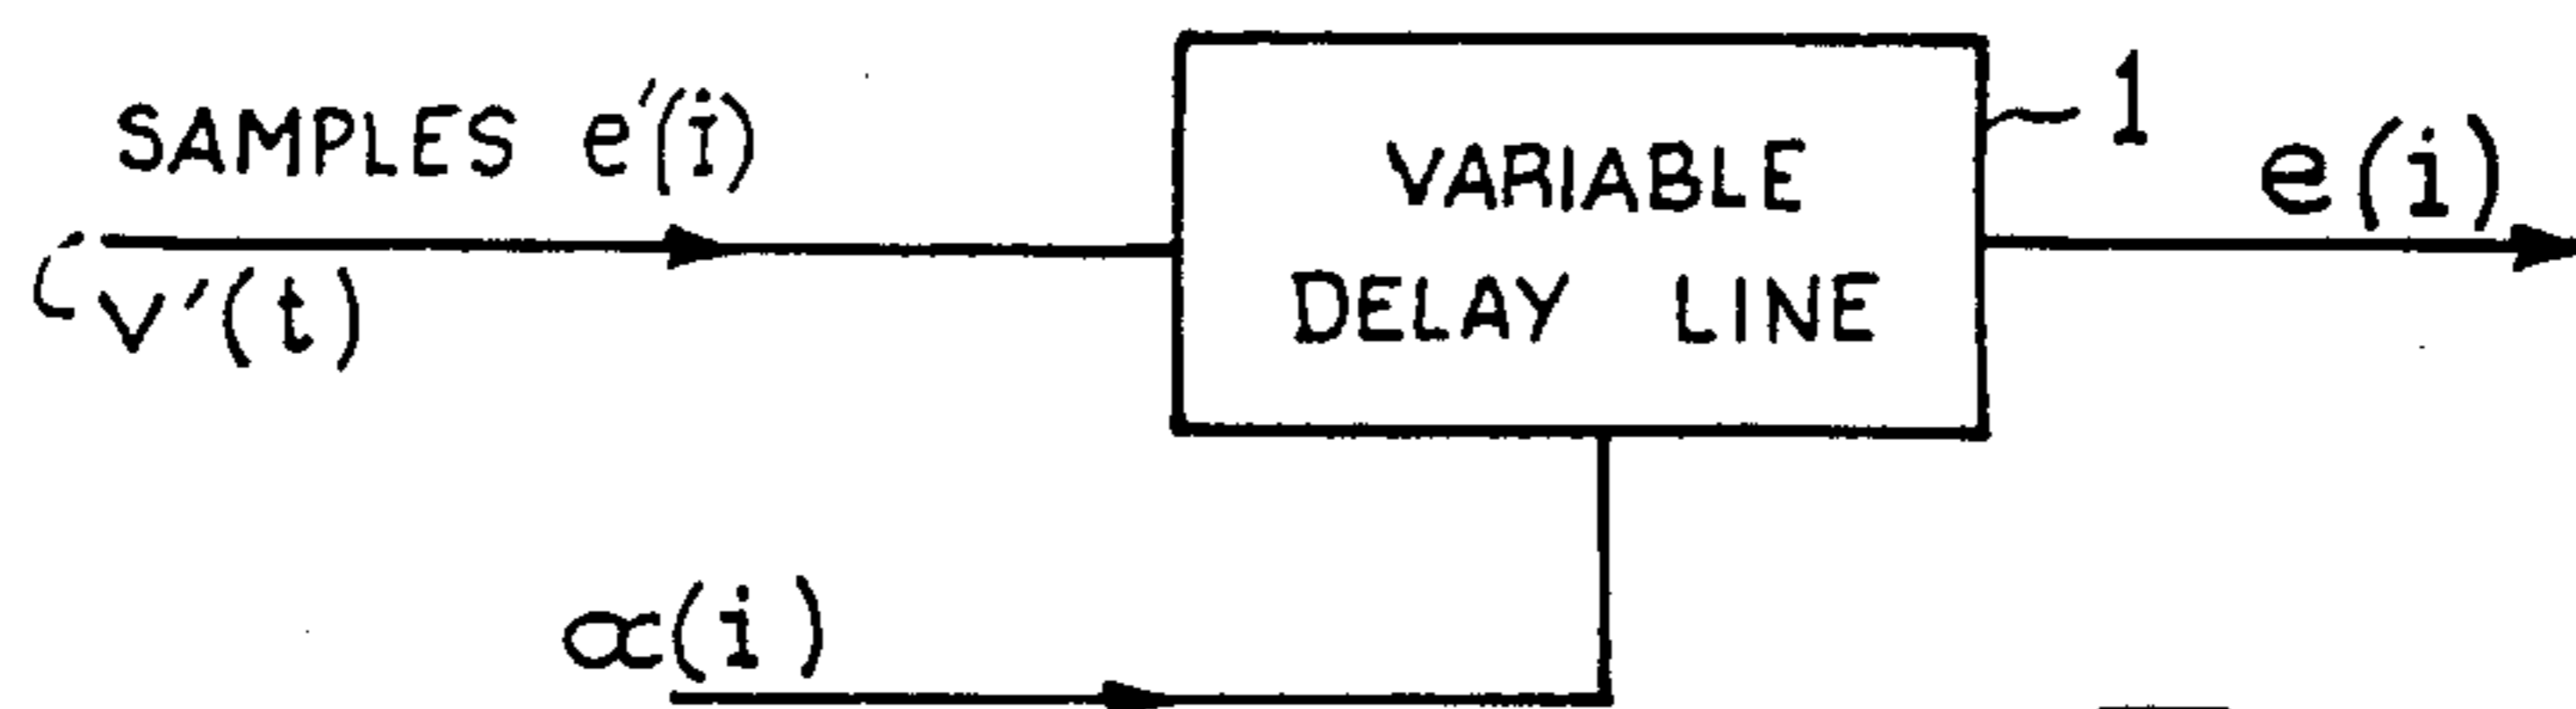 SAMPLES e'(i)
v'(t)
VARIABLE
DELAY LINE
1
e(i)
α(i)